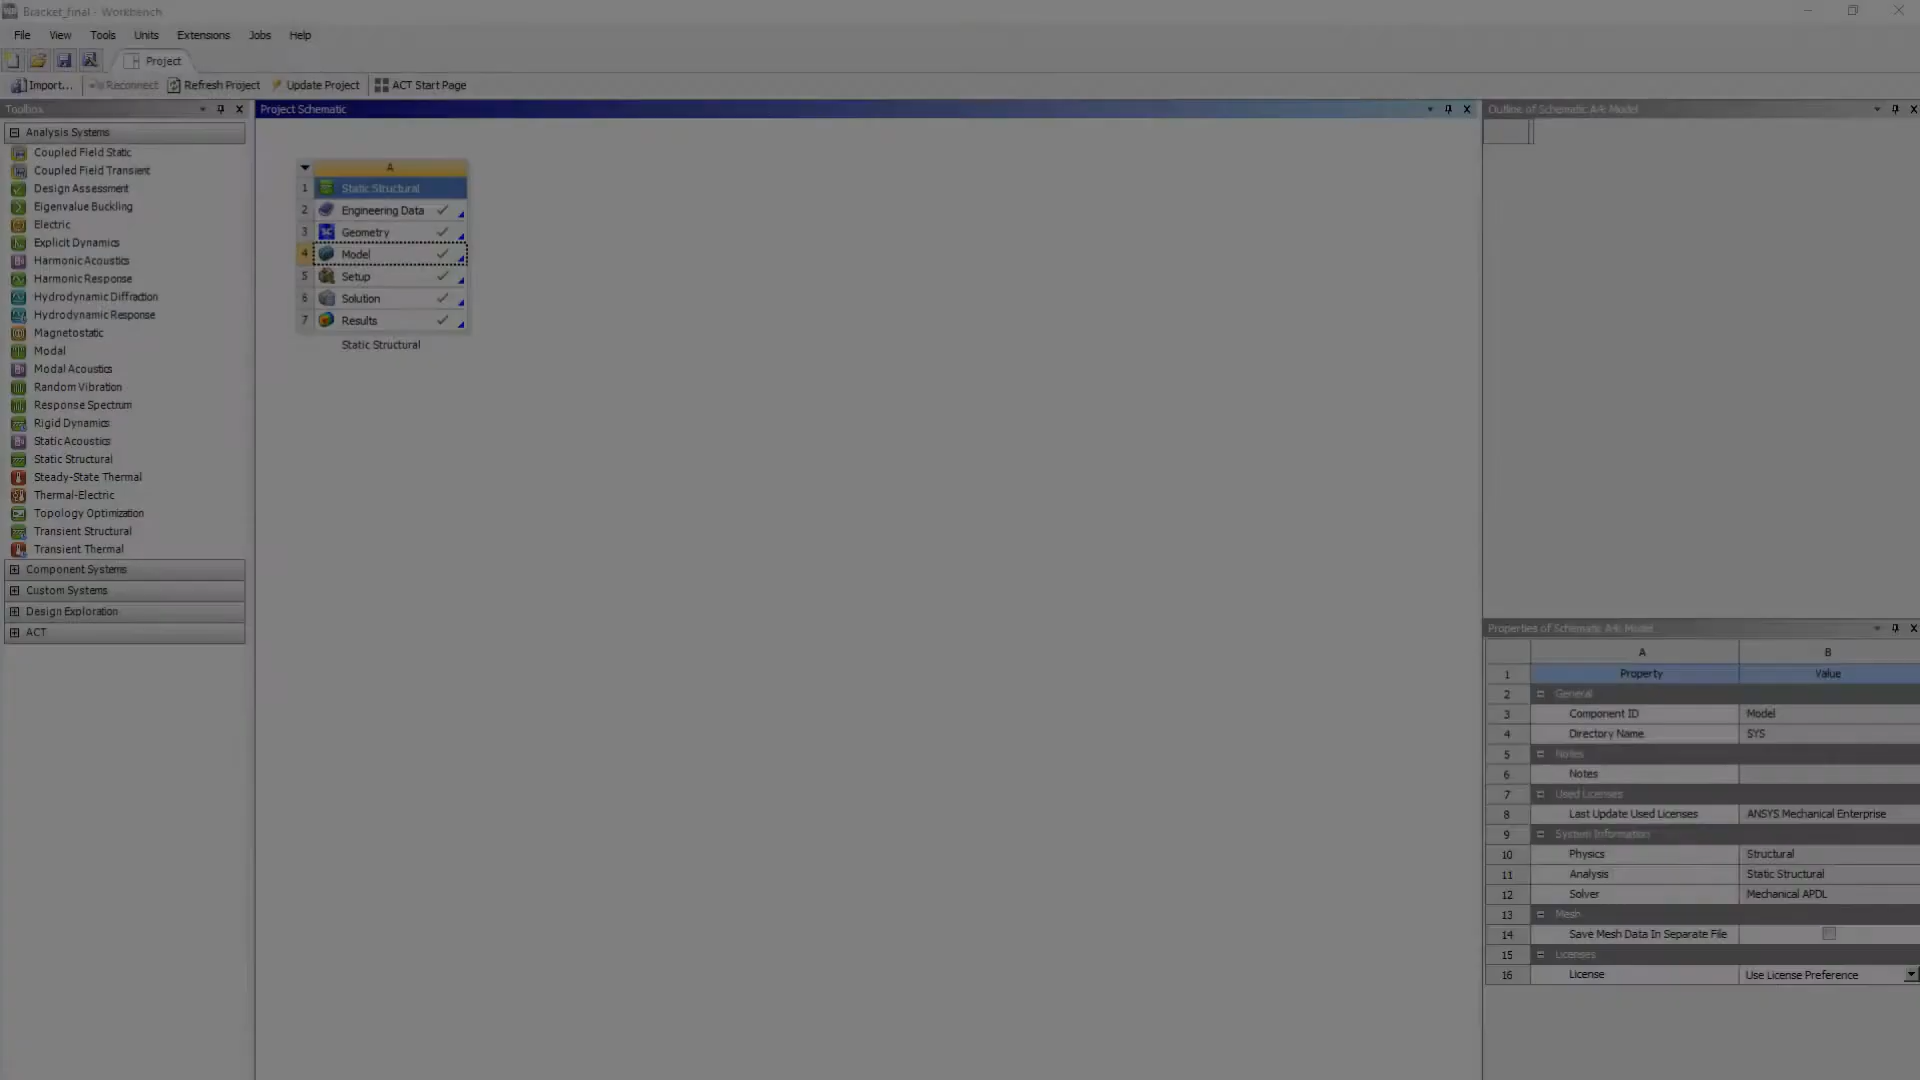 Bracket_final - Workbench
File View Tools Units Extensions Jobs Help
Project
Import... Reconnect Refresh Project Update Project ACT Start Page
Toolbox
Analysis Systems
Coupled Field Static
Coupled Field Transient
Design Assessment
Eigenvalue Buckling
Electric
Explicit Dynamics
Harmonic Acoustics
Harmonic Response
Hydrodynamic Diffraction
Hydrodynamic Response
Magnetostatic
Modal
Modal Acoustics
Random Vibration
Response Spectrum
Rigid Dynamics
Static Acoustics
Static Structural
Steady-State Thermal
Thermal-Electric
Topology Optimization
Transient Structural
Transient Thermal
Component Systems
Custom Systems
Design Exploration
ACT
Project Schematic
A
1 Static Structural
2 Engineering Data
3 Geometry
4 Model
5 Setup
6 Solution
7 Results
Static Structural
Outline of Schematic A4: Model
Properties of Schematic A4: Model
A B
1 Property Value
2 General
3 Component ID Model
4 Directory Name SYS
5 Notes
6 Notes
7 Used Licenses
8 Last Update Used Licenses ANSYS Mechanical Enterprise
9 System Information
10 Physics Structural
11 Analysis Static Structural
12 Solver Mechanical APDL
13 Mesh
14 Save Mesh Data In Separate File
15 Licenses
16 License Use License Preference